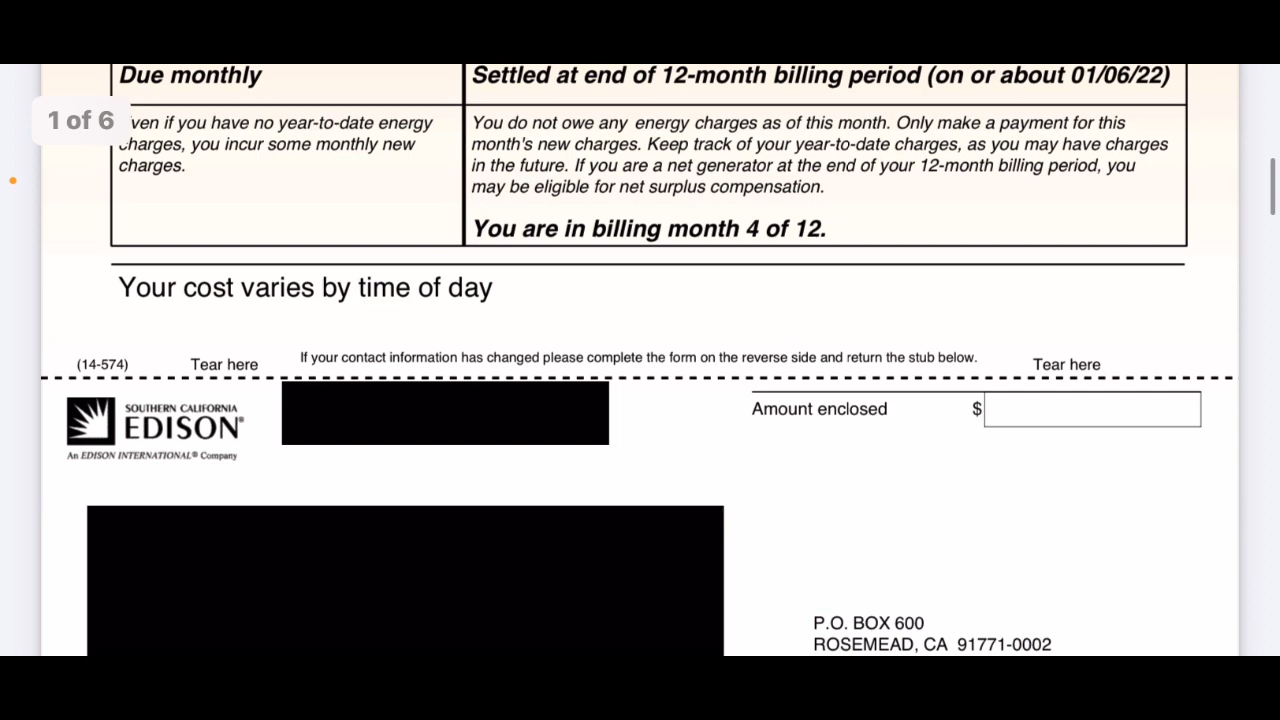 Due monthly
Settled at end of 12-month billing period (on or about 01/06/22)
1 of 6
ven if you have no year-to-date energy
charges, you incur some monthly new
charges.
You do not owe any energy charges as of this month. Only make a payment for this
month's new charges. Keep track of your year-to-date charges, as you may have charges
in the future. If you are a net generator at the end of your 12-month billing period, you
may be eligible for net surplus compensation.
You are in billing month 4 of 12.
Your cost varies by time of day
(14-574)
Tear here
If your contact information has changed please complete the form on the reverse side and return the stub below.
Tear here
SOUTHERN CALIFORNIA
EDISON®
An EDISON INTERNATIONAL® Company
Amount enclosed
$
P.O. BOX 600
ROSEMEAD, CA 91771-0002